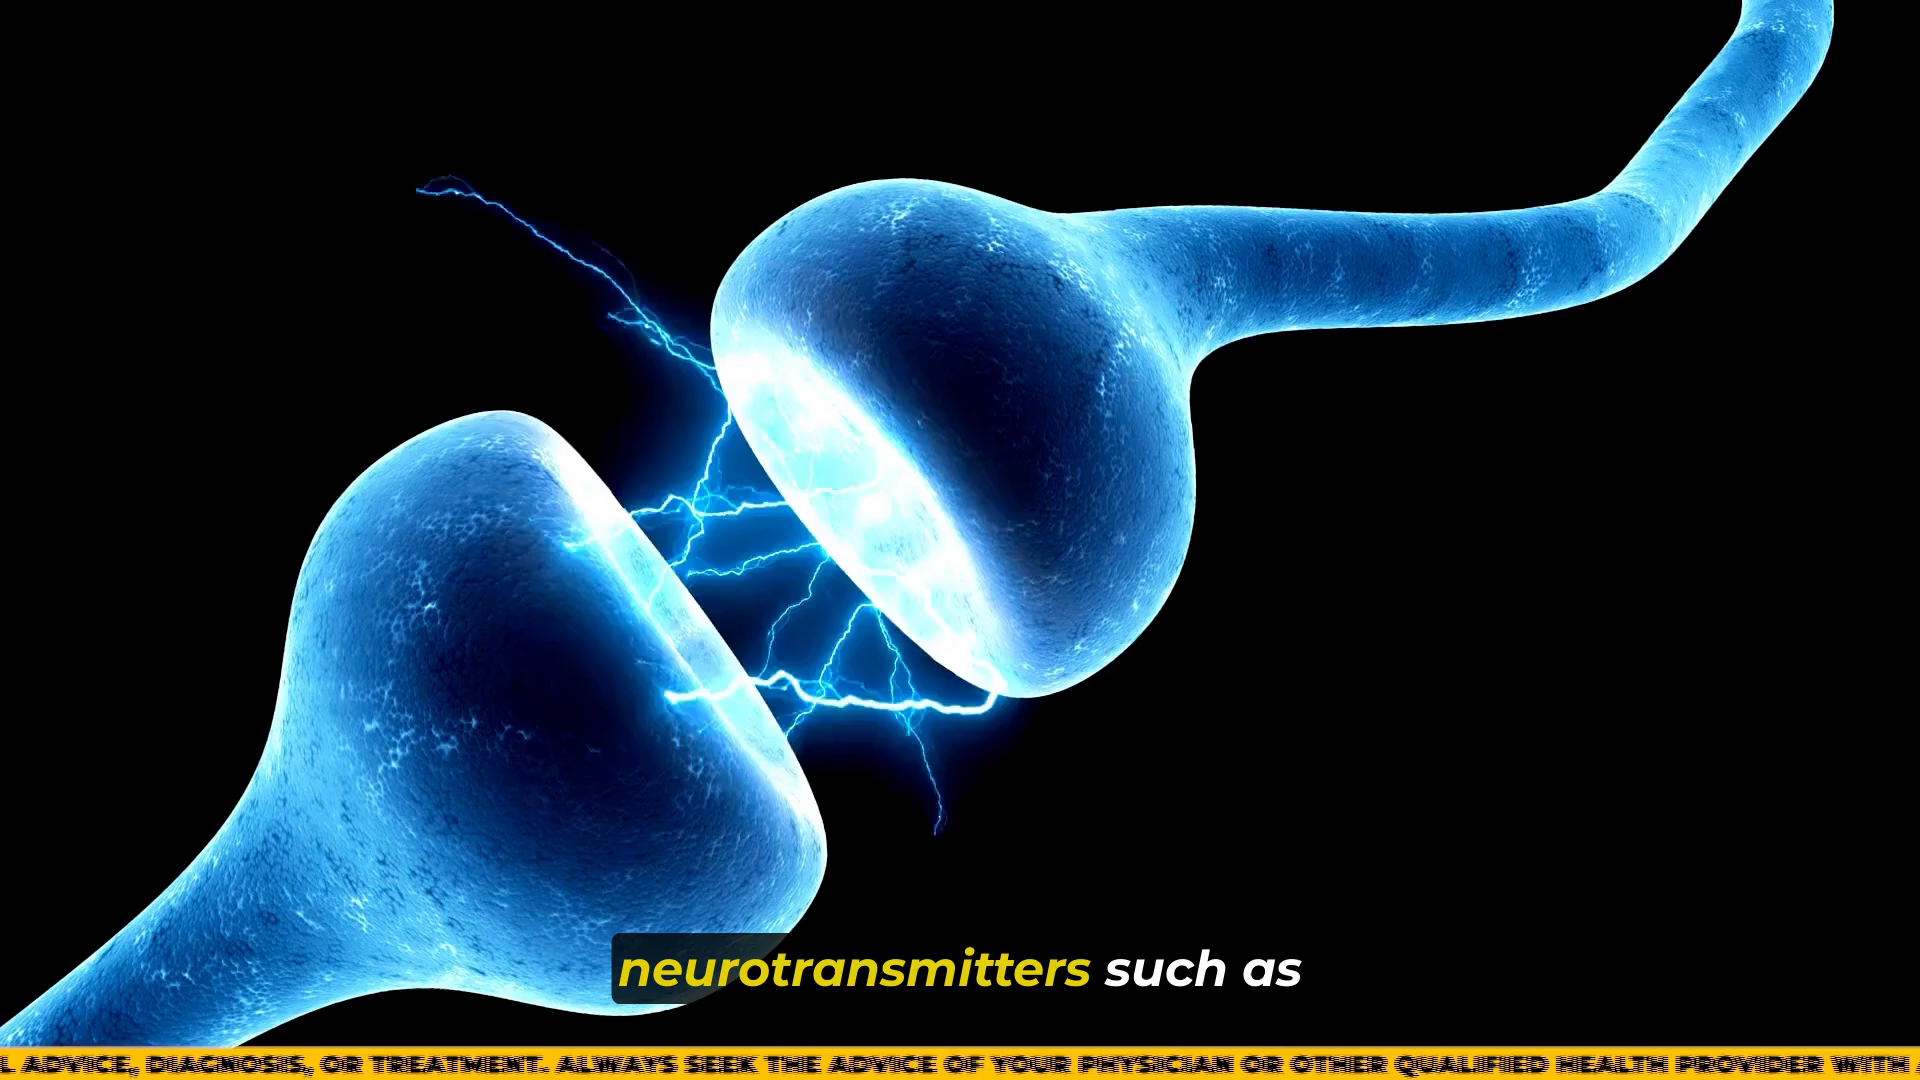 neurotransmitters such as
L ADVICE, DIAGNOSIS, OR TREATMENT. ALWAYS SEEK THE ADVICE OF YOUR PHYSICIAN OR OTHER QUALIFIED HEALTH PROVIDER WITH